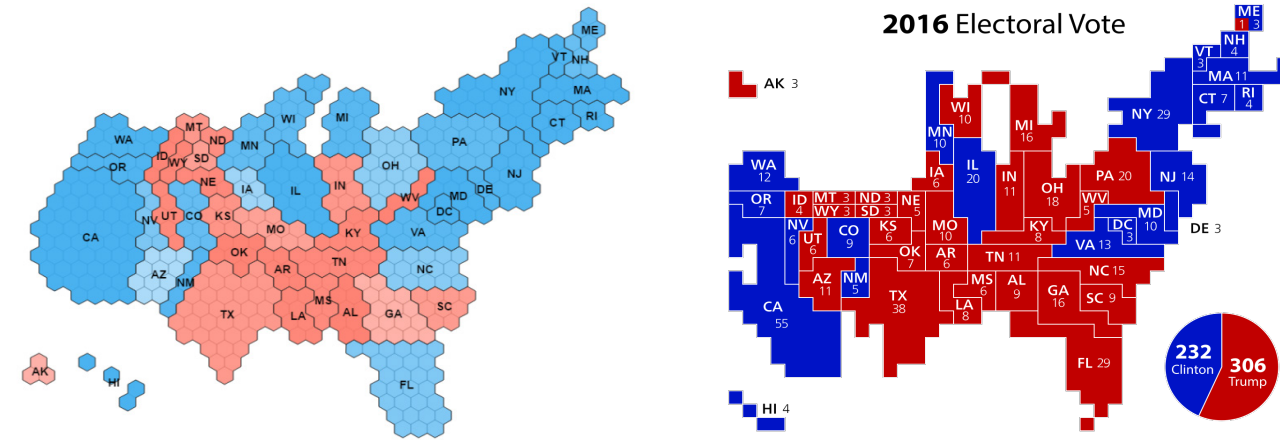 ME
VT NH
NY
MA
CT RI
WI
MI
MT
ND
WA
MN
PA
OR
ID
WY
SD
OH
NE
IA
IL
IN
NJ
WV
MD
DE
DC
NV
UT
CO
KS
MO
KY
VA
CA
OK
TN
AZ
NM
AR
NC
TX
LA
MS
AL
GA
SC
AK
HI
FL
2016 Electoral Vote
ME
1 3
NH
4
VT
3
MA 11
CT 7
RI
4
AK 3
NY 29
WI
10
MI
16
MN
10
WA
12
IA
6
IL
20
IN
11
OH
18
PA 20
NJ 14
OR
7
ID
4
MT 3
ND 3
WY 3
SD 3
NE
5
WV
5
MD
10
DC
3
DE 3
NV
6
UT
6
CO
9
KS
6
MO
10
KY
8
VA 13
OK
7
AR
6
TN 11
NC 15
AZ
11
NM
5
CA
55
TX
38
LA
8
MS
6
AL
9
GA
16
SC 9
FL 29
HI 4
232
Clinton
306
Trump